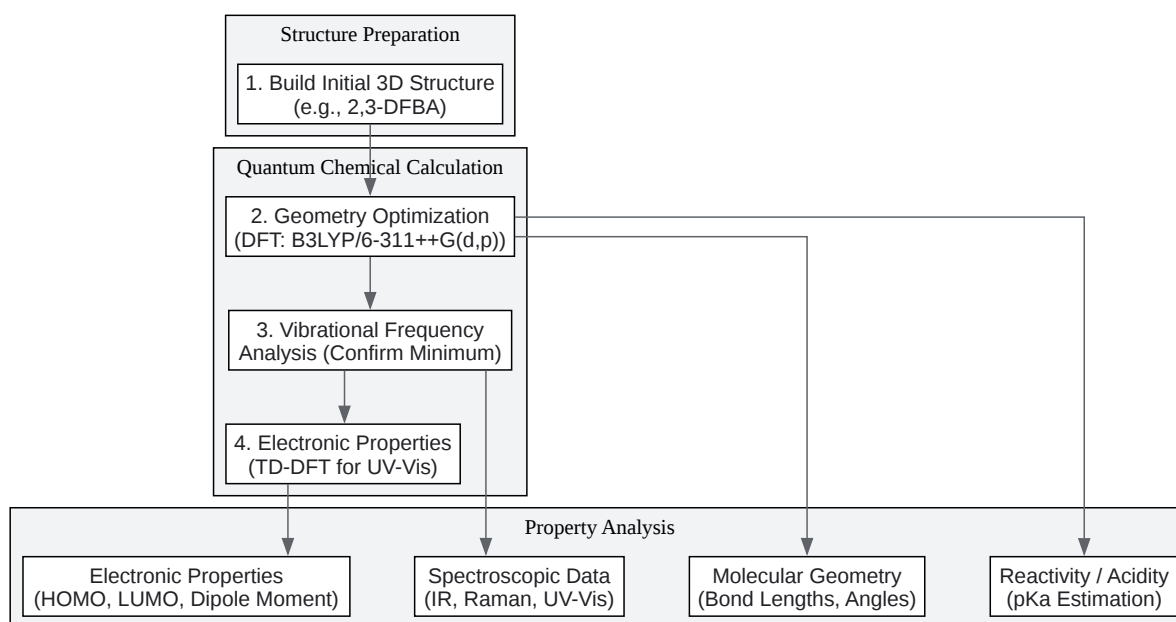 Structure Preparation
1. Build Initial 3D Structure
(e.g., 2,3-DFBA)
Quantum Chemical Calculation
2. Geometry Optimization
(DFT: B3LYP/6-311++G(d,p))
3. Vibrational Frequency
Analysis (Confirm Minimum)
4. Electronic Properties
(TD-DFT for UV-Vis)
Property Analysis
Electronic Properties
(HOMO, LUMO, Dipole Moment)
Spectroscopic Data
(IR, Raman, UV-Vis)
Molecular Geometry
(Bond Lengths, Angles)
Reactivity / Acidity
(pKa Estimation)